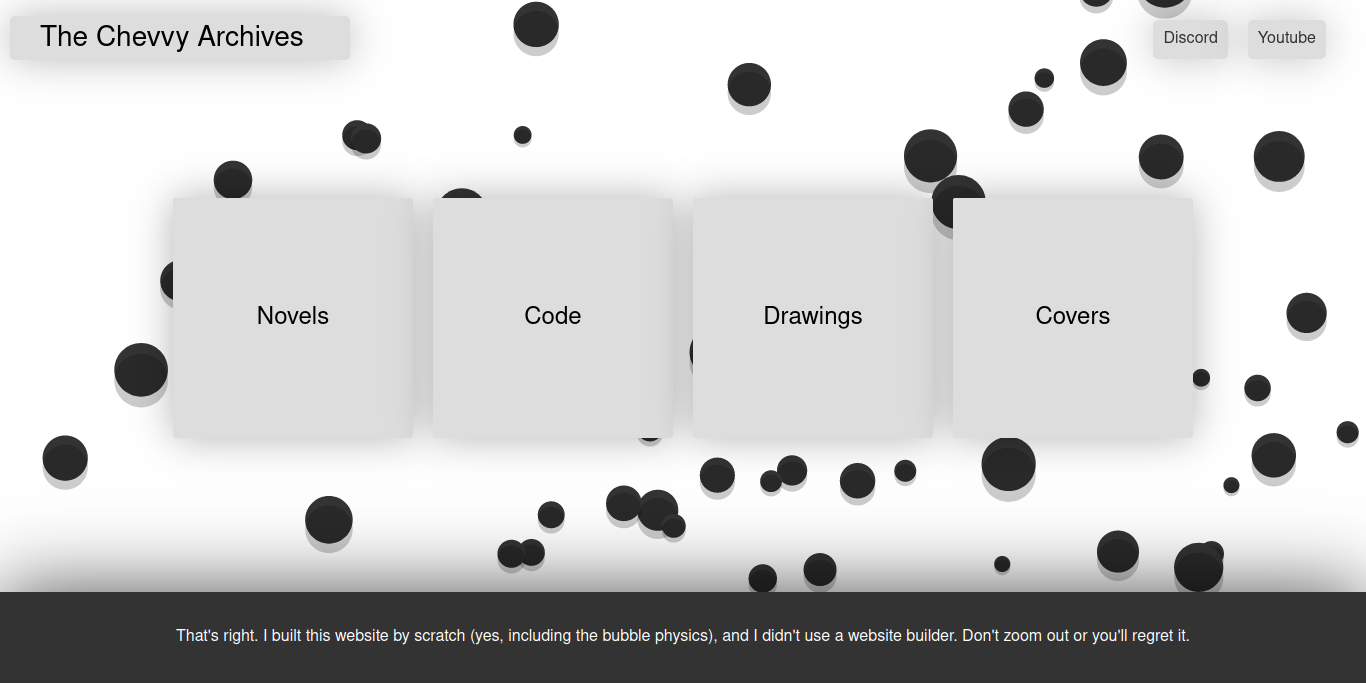 The Chevvy Archives
Discord
Youtube
Novels
Code
Drawings
Covers
That's right. I built this website by scratch (yes, including the bubble physics), and I didn't use a website builder. Don't zoom out or you'll regret it.